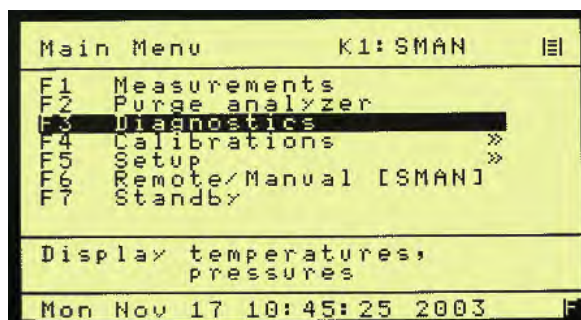 Main Menu K1:SMAN
F1 Measurements
F2 Purge analyzer
F3 Diagnostics
F4 Calibrations »
F5 Setup »
F6 Remote/Manual [SMAN]
F7 Standby
Display temperatures,
pressures
Mon Nov 17 10:45:25 2003 F